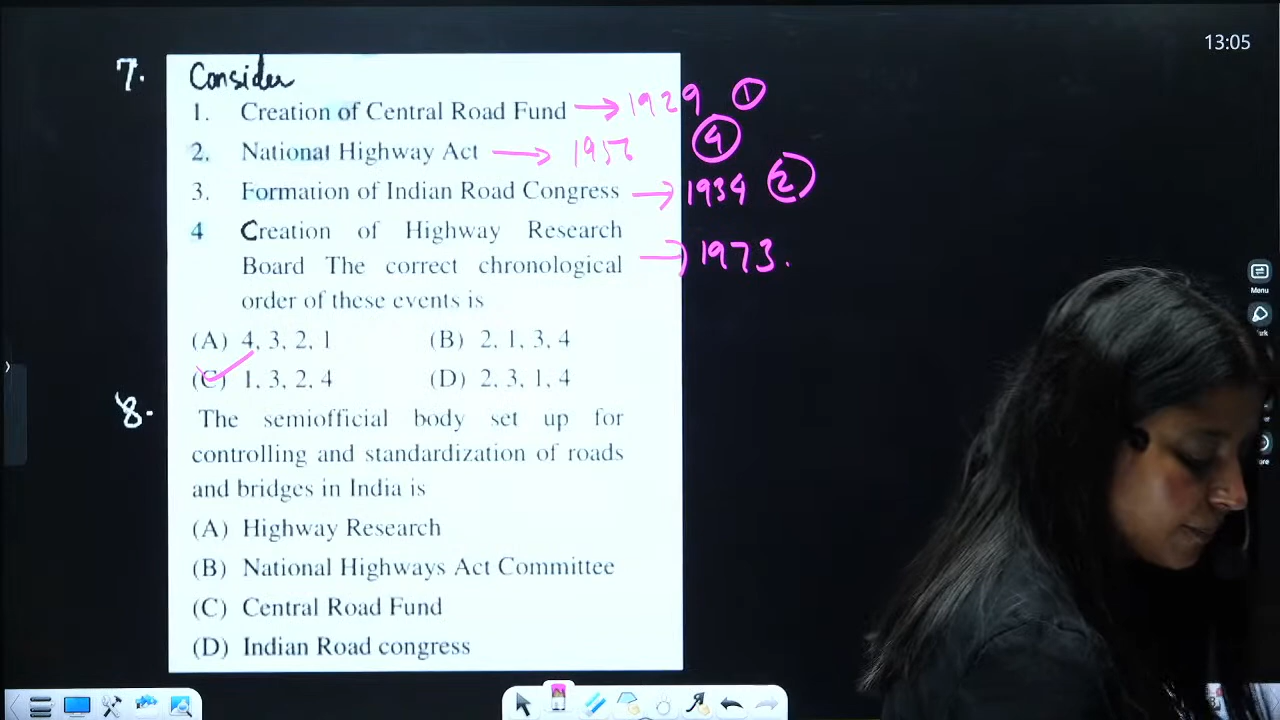 13:05
7. Consider
1. Creation of Central Road Fund → 1929 ①
2. National Highway Act → 1956 ④
3. Formation of Indian Road Congress → 1934 ②
4 Creation of Highway Research
Board The correct chronological → 1973.
order of these events is
(A) 4, 3, 2, 1 (B) 2, 1, 3, 4
(C) 1, 3, 2, 4 (D) 2, 3, 1, 4
8. The semiofficial body set up for
controlling and standardization of roads
and bridges in India is
(A) Highway Research
(B) National Highways Act Committee
(C) Central Road Fund
(D) Indian Road congress
Menu